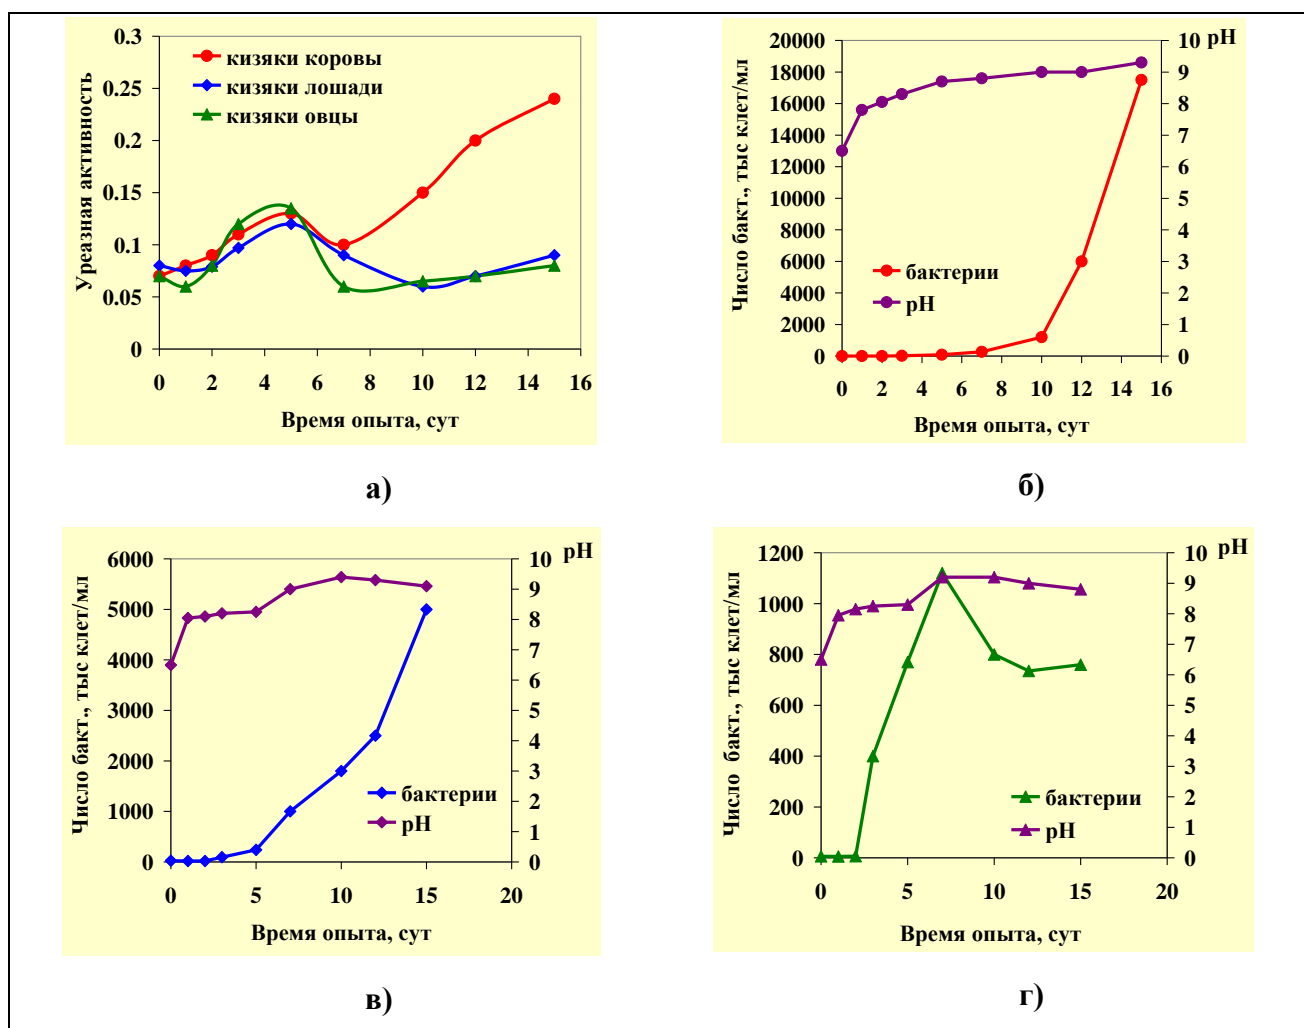 0.3
0.25
0.2
0.15
0.1
0.05
0
Уреазная активность
кизяки коровы
кизяки лошади
кизяки овцы
0 2 4 6 8 10 12 14 16
Время опыта, сут
а)
20000
18000
16000
14000
12000
10000
8000
6000
4000
2000
0
Число бакт., тыс клет/мл
10 pH
9
8
7
6
5
4
3
2
1
0
бактерии
pH
0 2 4 6 8 10 12 14 16
Время опыта, сут
б)
6000
5000
4000
3000
2000
1000
0
Число бакт., тыс клет/мл
10 pH
9
8
7
6
5
4
3
2
1
0
бактерии
pH
0 5 10 15 20
Время опыта, сут
в)
1200
1000
800
600
400
200
0
Число бакт., тыс клет/мл
10 pH
9
8
7
6
5
4
3
2
1
0
бактерии
pH
0 5 10 15 20
Время опыта, сут
г)